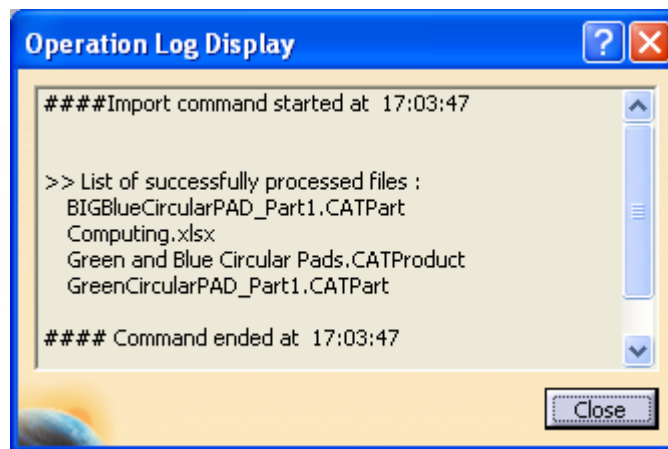 Operation Log Display
####Import command started at 17:03:47
>> List of successfully processed files :
BIGBlueCircularPAD_Part1.CATPart
Computing.xlsx
Green and Blue Circular Pads.CATProduct
GreenCircularPAD_Part1.CATPart
#### Command ended at 17:03:47
Close